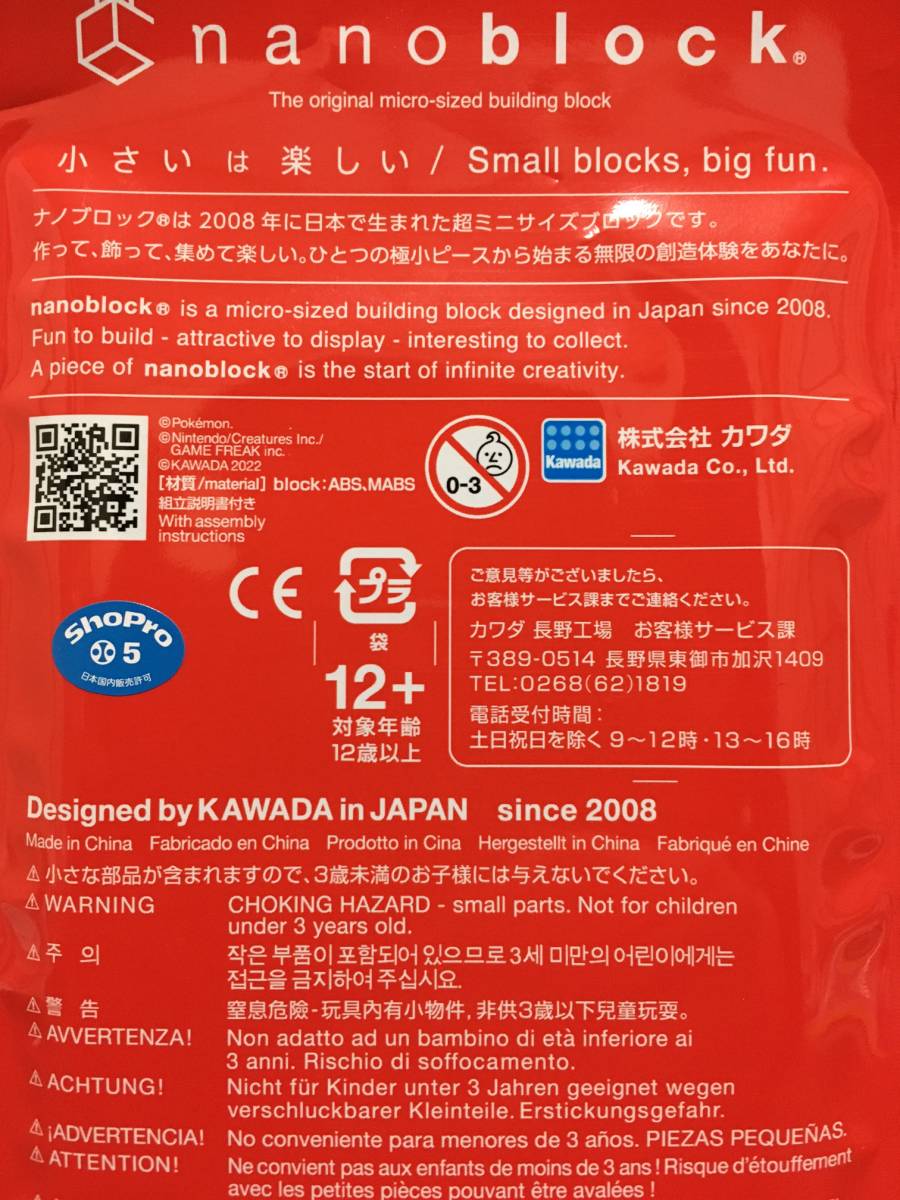 nanoblock®
The original micro-sized building block
小さいは楽しい / Small blocks, big fun.
ナノブロック®は2008年に日本で生まれた超ミニサイズブロックです。
作って、飾って、集めて楽しい。ひとつの極小ピースから始まる無限の創造体験をあなたに。
nanoblock® is a micro-sized building block designed in Japan since 2008.
Fun to build - attractive to display - interesting to collect.
A piece of nanoblock® is the start of infinite creativity.
©Pokémon.
©Nintendo/Creatures Inc./
GAME FREAK inc.
©KAWADA 2022
[材質/material] block:ABS、MABS
組立説明書付き
With assembly
instructions
0-3
Kawada
株式会社 カワダ
Kawada Co., Ltd.
ShoPro
5
日本国内販売許可
CE
プラ
袋
12+
対象年齢
12歳以上
ご意見等がございましたら、
お客様サービス課までご連絡ください。
カワダ 長野工場 お客様サービス課
〒389-0514 長野県東御市加沢1409
TEL:0268(62)1819
電話受付時間:
土日祝日を除く 9〜12時・13〜16時
Designed by KAWADA in JAPAN since 2008
Made in China Fabricado en China Prodotto in Cina Hergestellt in China Fabriqué en Chine
⚠小さな部品が含まれますので、3歳未満のお子様には与えないでください。
⚠WARNING CHOKING HAZARD - small parts. Not for children
under 3 years old.
⚠주 의 작은 부품이 포함되어 있으므로 3세 미만의 어린이에게는
접근을 금지하여 주십시요.
⚠警 告 窒息危險-玩具內有小物件, 非供3歲以下兒童玩耍。
⚠AVVERTENZA! Non adatto ad un bambino di età inferiore ai
3 anni. Rischio di soffocamento.
⚠ACHTUNG! Nicht für Kinder unter 3 Jahren geeignet wegen
verschluckbarer Kleinteile. Erstickungsgefahr.
⚠¡ADVERTENCIA! No conveniente para menores de 3 años. PIEZAS PEQUEÑAS.
⚠ATTENTION! Ne convient pas aux enfants de moins de 3 ans ! Risque d'étouffement
avec les petites pièces pouvant être avalées !